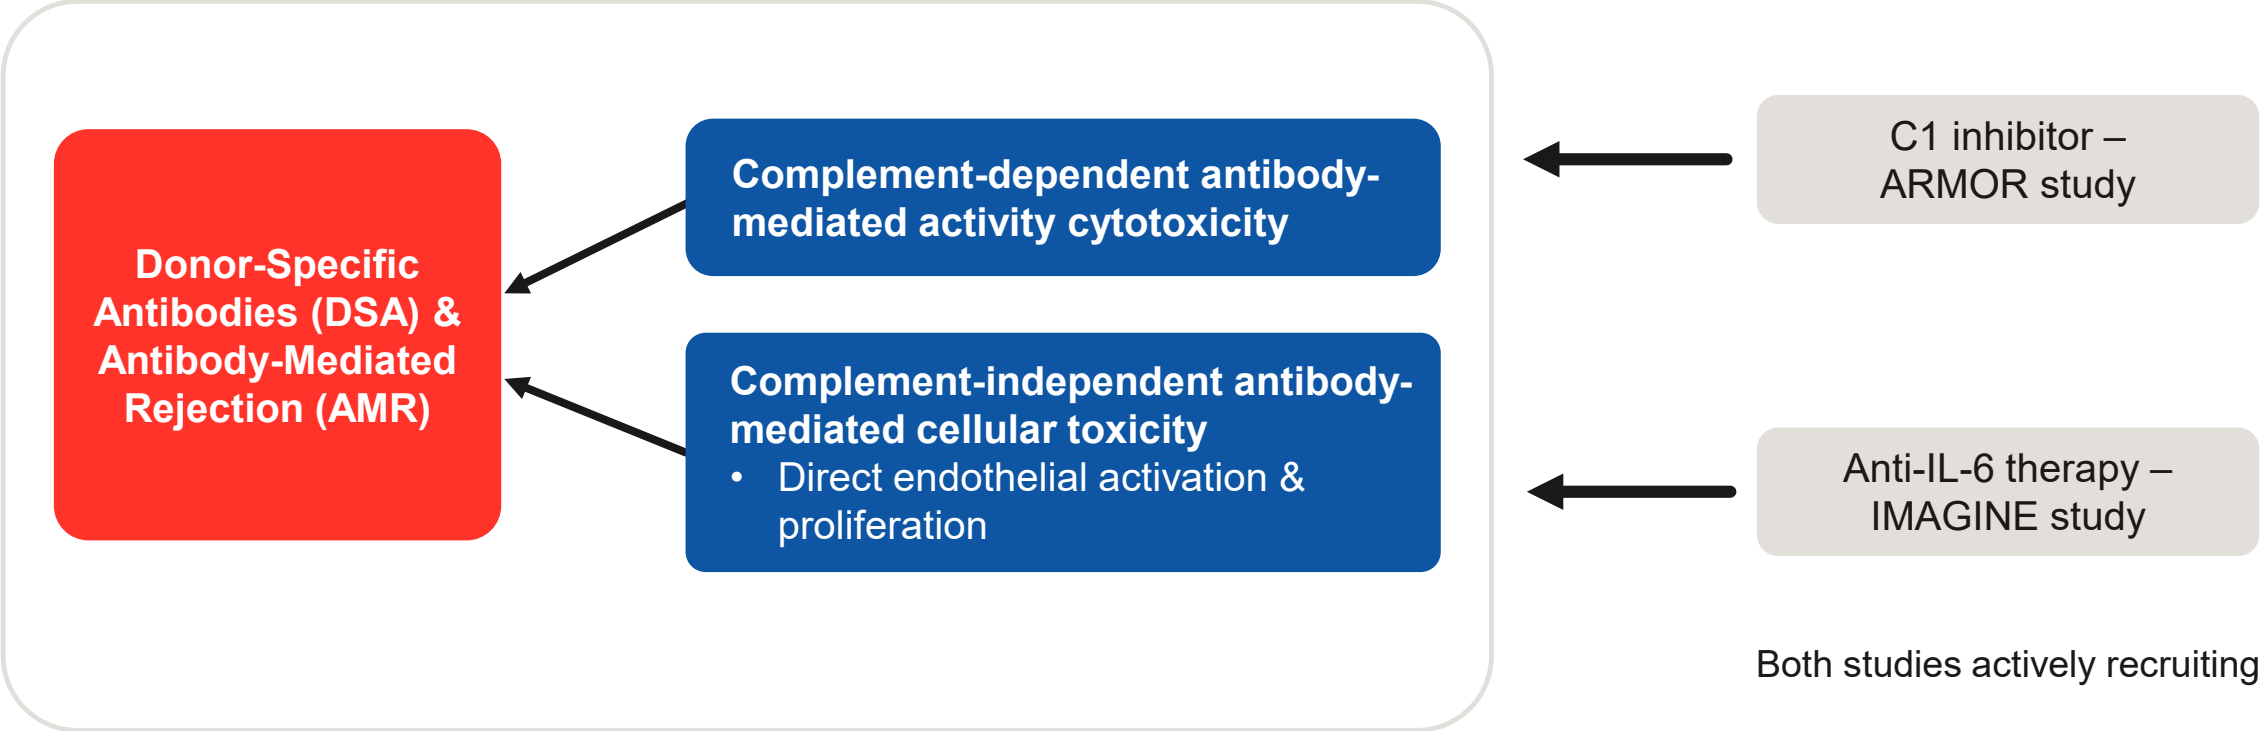 Donor-Specific
Antibodies (DSA) &
Antibody-Mediated
Rejection (AMR)
Complement-dependent antibody-
mediated activity cytotoxicity
Complement-independent antibody-
mediated cellular toxicity
• Direct endothelial activation &
proliferation
C1 inhibitor –
ARMOR study
Anti-IL-6 therapy –
IMAGINE study
Both studies actively recruiting